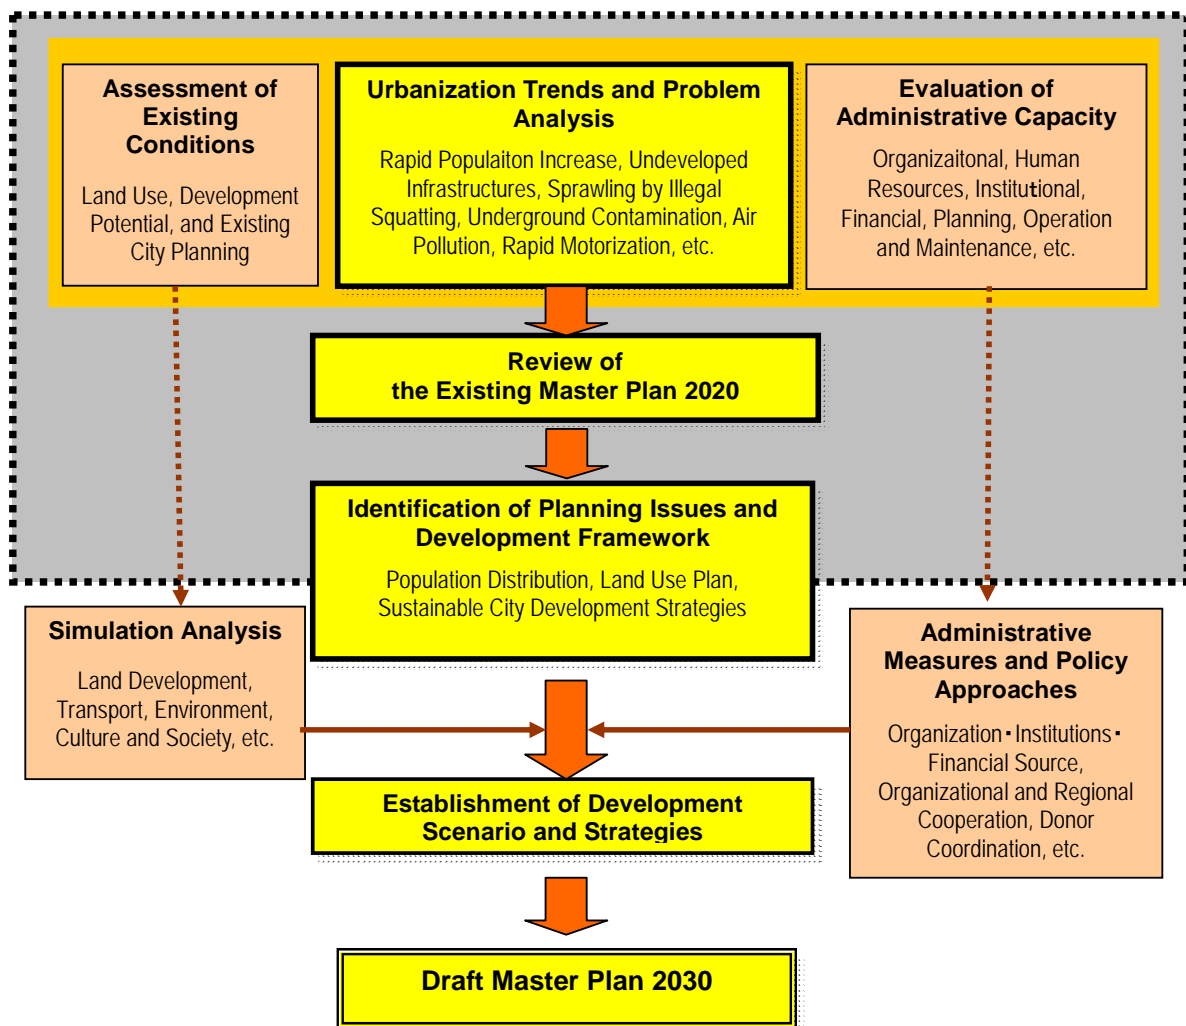 Assessment of
Existing
Conditions
Land Use, Development
Potential, and Existing
City Planning
Urbanization Trends and Problem
Analysis
Rapid Populaiton Increase, Undeveloped
Infrastructures, Sprawling by Illegal
Squatting, Underground Contamination, Air
Pollution, Rapid Motorization, etc.
Evaluation of
Administrative Capacity
Organizaitonal, Human
Resources, Institutional,
Financial, Planning, Operation
and Maintenance, etc.
Review of
the Existing Master Plan 2020
Identification of Planning Issues and
Development Framework
Population Distribution, Land Use Plan,
Sustainable City Development Strategies
Simulation Analysis
Land Development,
Transport, Environment,
Culture and Society, etc.
Administrative
Measures and Policy
Approaches
Organization・Institutions・
Financial Source,
Organizational and Regional
Cooperation, Donor
Coordination, etc.
Establishment of Development
Scenario and Strategies
Draft Master Plan 2030